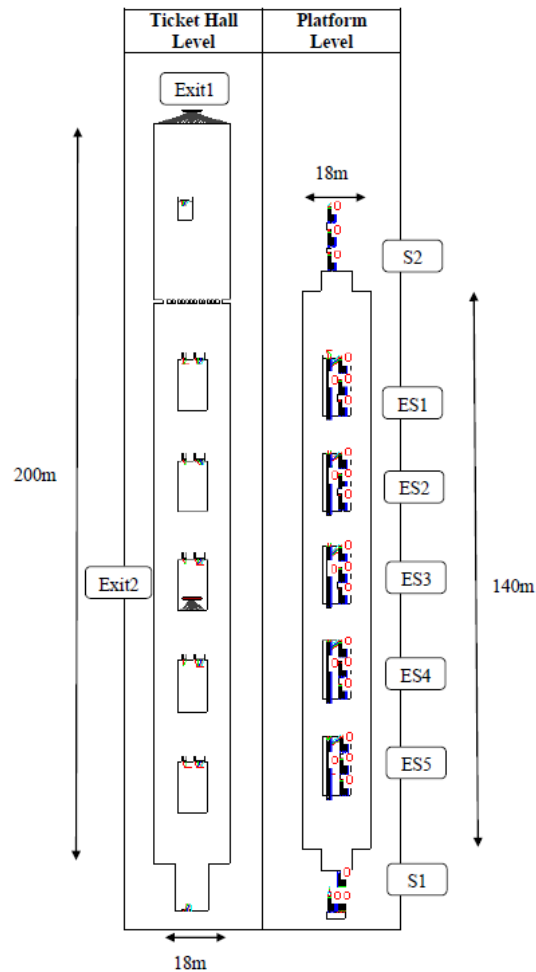 Ticket Hall
Level
Platform
Level
Exit1
18m
S2
ES1
ES2
200m
Exit2
ES3
140m
ES4
ES5
S1
18m